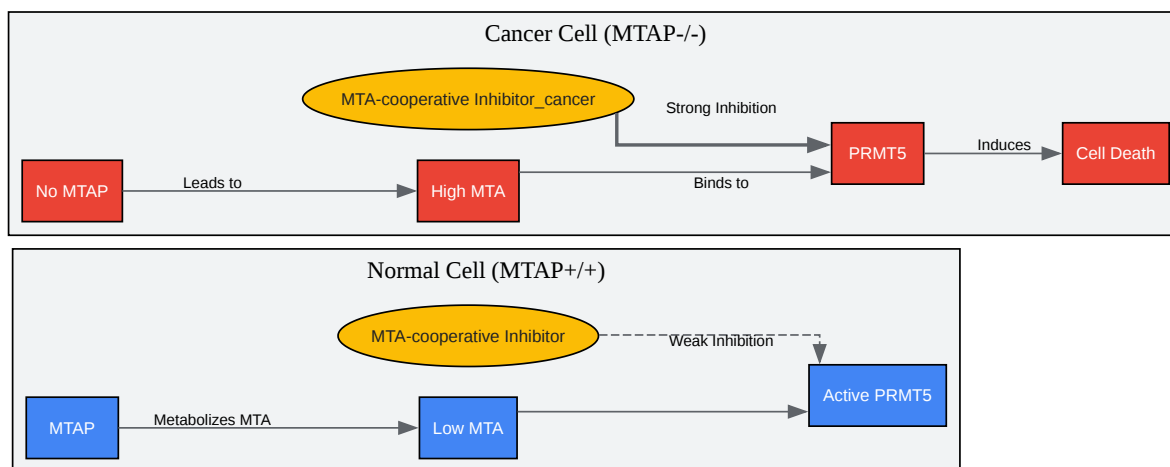 Cancer Cell (MTAP-/-)
MTA-cooperative Inhibitor_cancer
Strong Inhibition
PRMT5
Induces
Cell Death
No MTAP
Leads to
High MTA
Binds to
Normal Cell (MTAP+/+)
MTA-cooperative Inhibitor
Weak Inhibition
Active PRMT5
MTAP
Metabolizes MTA
Low MTA